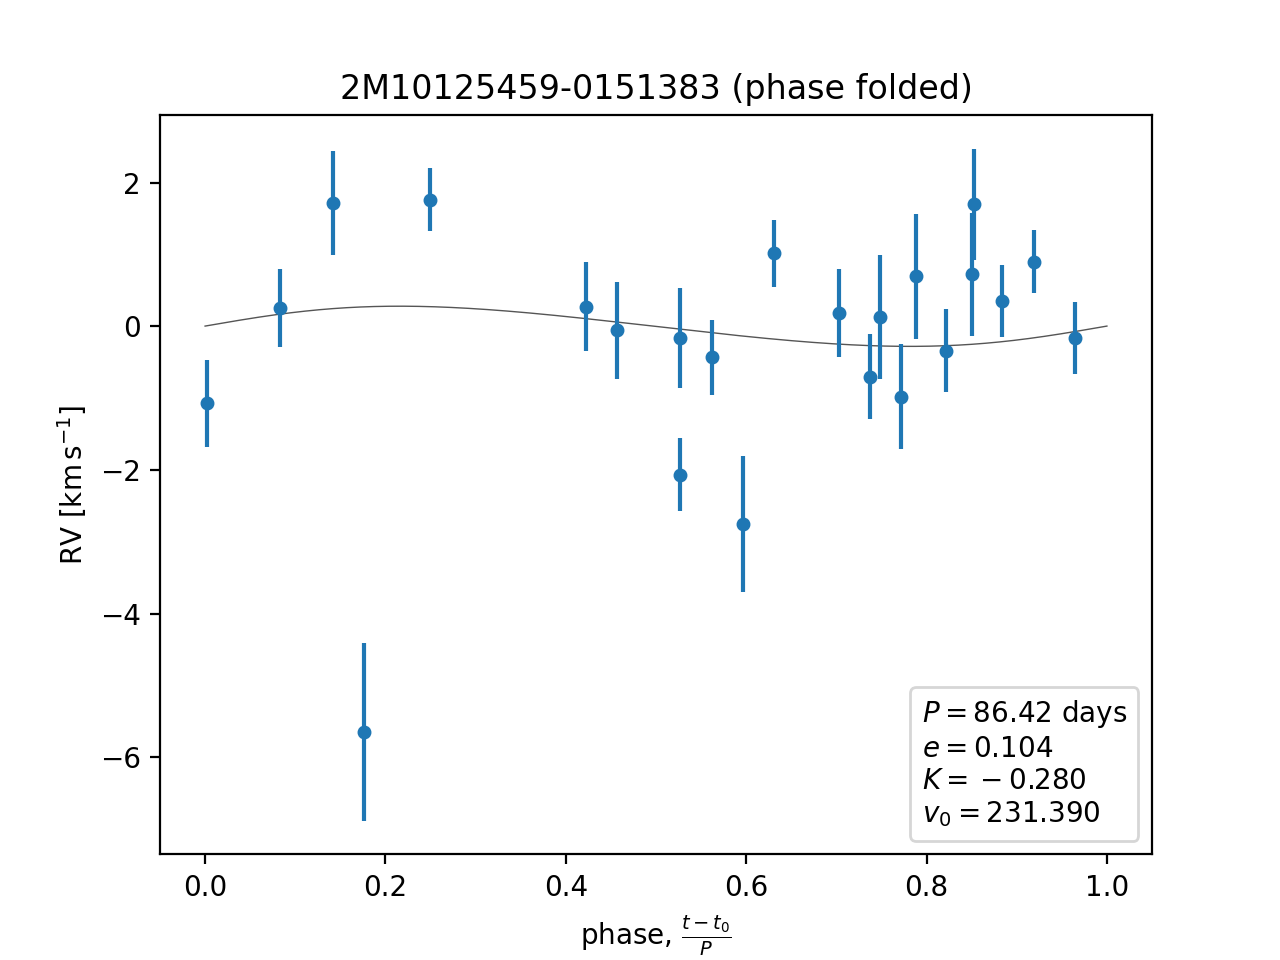 2M10125459-0151383 (phase folded)
RV [km s⁻¹]
2
0
−2
−4
−6
P = 86.42 days
e = 0.104
K = −0.280
v₀ = 231.390
0.0 0.2 0.4 0.6 0.8 1.0
phase, (t − t₀)/P